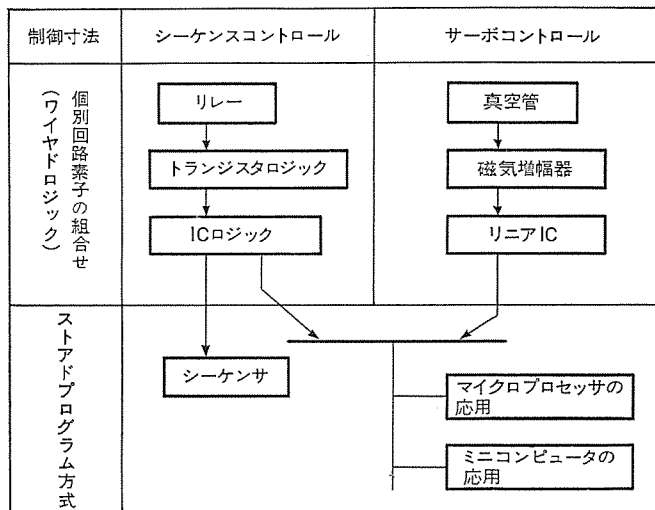 制御寸法
シーケンスコントロール
サーボコントロール
個別回路素子の組合せ
(ワイヤドロジック)
リレー
トランジスタロジック
ICロジック
真空管
磁気増幅器
リニアIC
ストアドプログラム方式
シーケンサ
マイクロプロセッサの
応用
ミニコンピュータの
応用